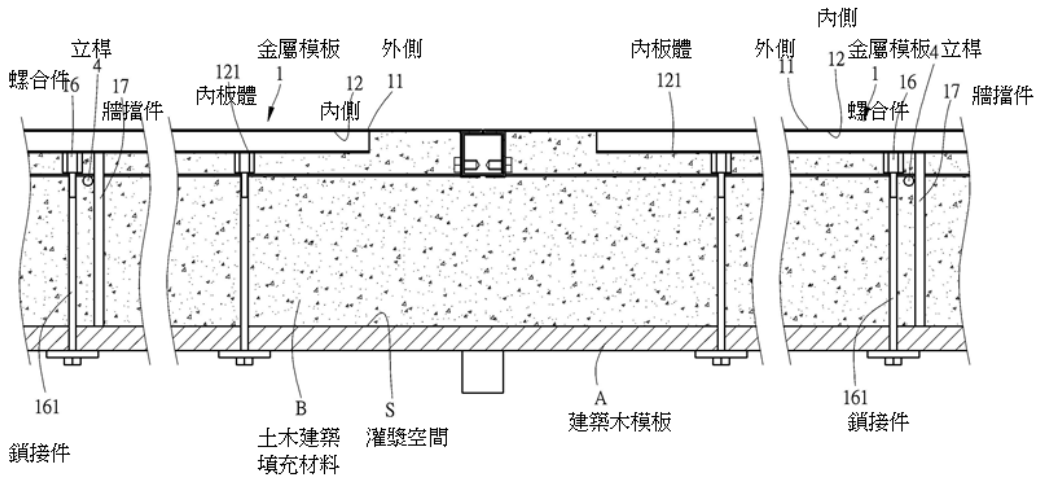 內側
立桿
金屬模板
外側
內板體
外側
金屬模板
立桿
螺合件
16
4
17
牆擋件
121
內板體
1
12
內側
11
121
11
12
1
螺合件
16
4
17
牆擋件
161
鎖接件
B
土木建築
填充材料
S
灌漿空間
A
建築木模板
161
鎖接件